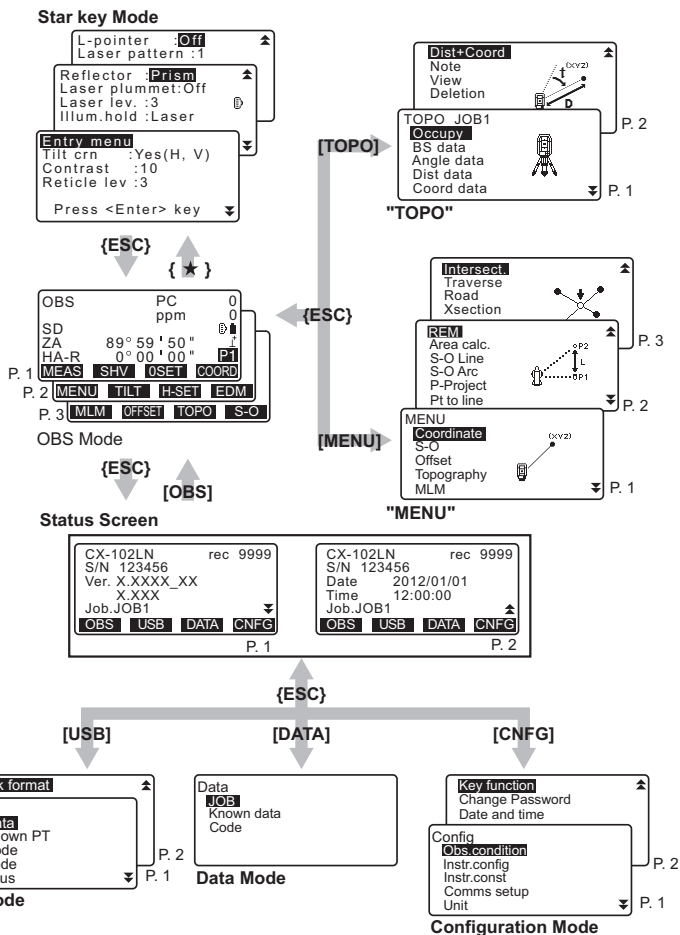 Star key Mode
L-pointer :Off
Laser pattern :1
Reflector :Prism
Laser plummet:Off
Laser lev. :3
Illum.hold :Laser
Entry menu
Tilt crn :Yes(H, V)
Contrast :10
Reticle lev :3
Press <Enter> key
{ESC}
{ ★ }
OBS PC 0
ppm 0
SD
ZA 89° 59 ' 50 "
HA-R 0° 00 ' 00 " P1
P. 1 MEAS SHV 0SET COORD
P. 2 MENU TILT H-SET EDM
P. 3 MLM OFFSET TOPO S-O
OBS Mode
{ESC}
[OBS]
{ESC}
[TOPO]
Dist+Coord
Note
View
Deletion
(XYZ)
t
D
P. 2
TOPO JOB1
Occupy
BS data
Angle data
Dist data
Coord data
P. 1
"TOPO"
[MENU]
Intersect.
Traverse
Road
Xsection
P. 3
REM
Area calc.
S-O Line
S-O Arc
P-Project
Pt to line
P2
L
P1
P. 2
MENU
Coordinate
S-O
Offset
Topography
MLM
(XYZ)
P. 1
"MENU"
Status Screen
CX-102LN rec 9999
S/N 123456
Ver. X.XXXX_XX
X.XXX
Job.JOB1
OBS USB DATA CNFG
P. 1
CX-102LN rec 9999
S/N 123456
Date 2012/01/01
Time 12:00:00
Job.JOB1
OBS USB DATA CNFG
P. 2
{ESC}
[USB]
[DATA]
[CNFG]
format
PT
P. 2
P. 1
Data
JOB
Known data
Code
Data Mode
Key function
Change Password
Date and time
P. 2
Config
Obs.condition
Instr.config
Instr.const
Comms setup
Unit
P. 1
Configuration Mode